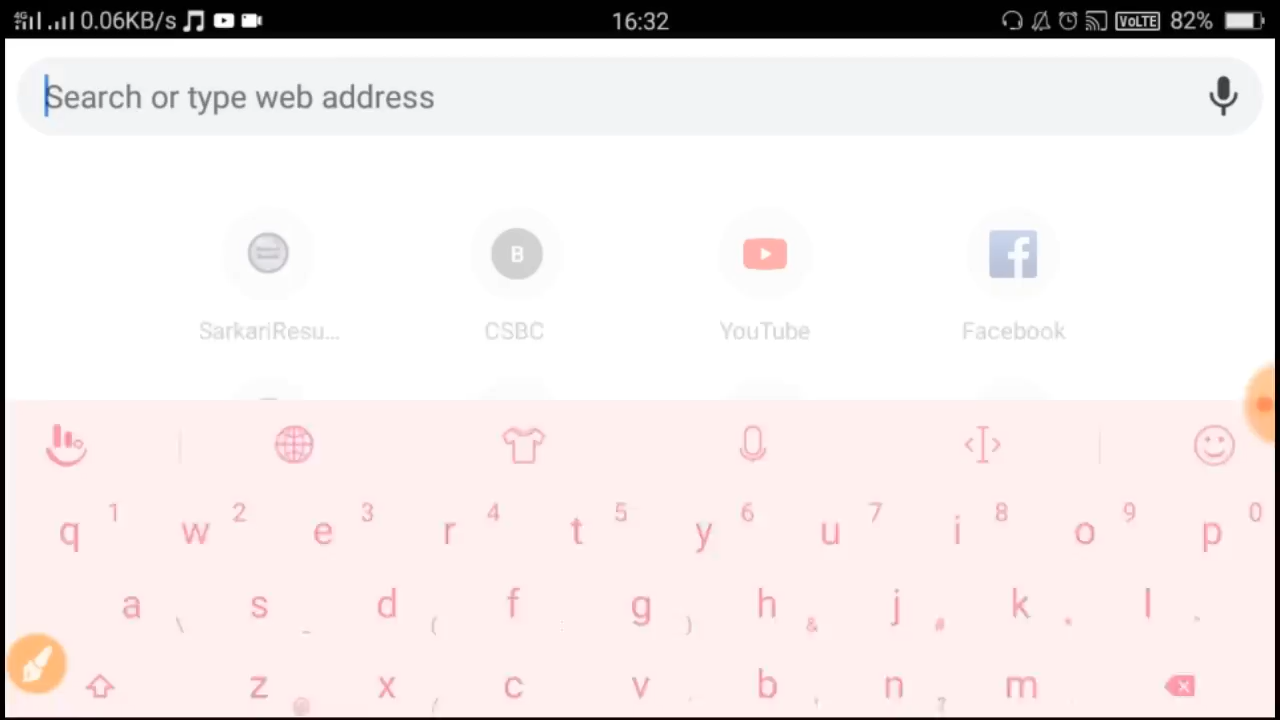 4G 0.06KB/s 16:32 VoLTE 82%
Search or type web address
B
SarkariResu... CSBC YouTube Facebook
1 2 3 4 5 6 7 8 9 0
q w e r t y u i o p
a s d f g h j k l
\ _ ( ) & #
z x c v b n m
@ / ?